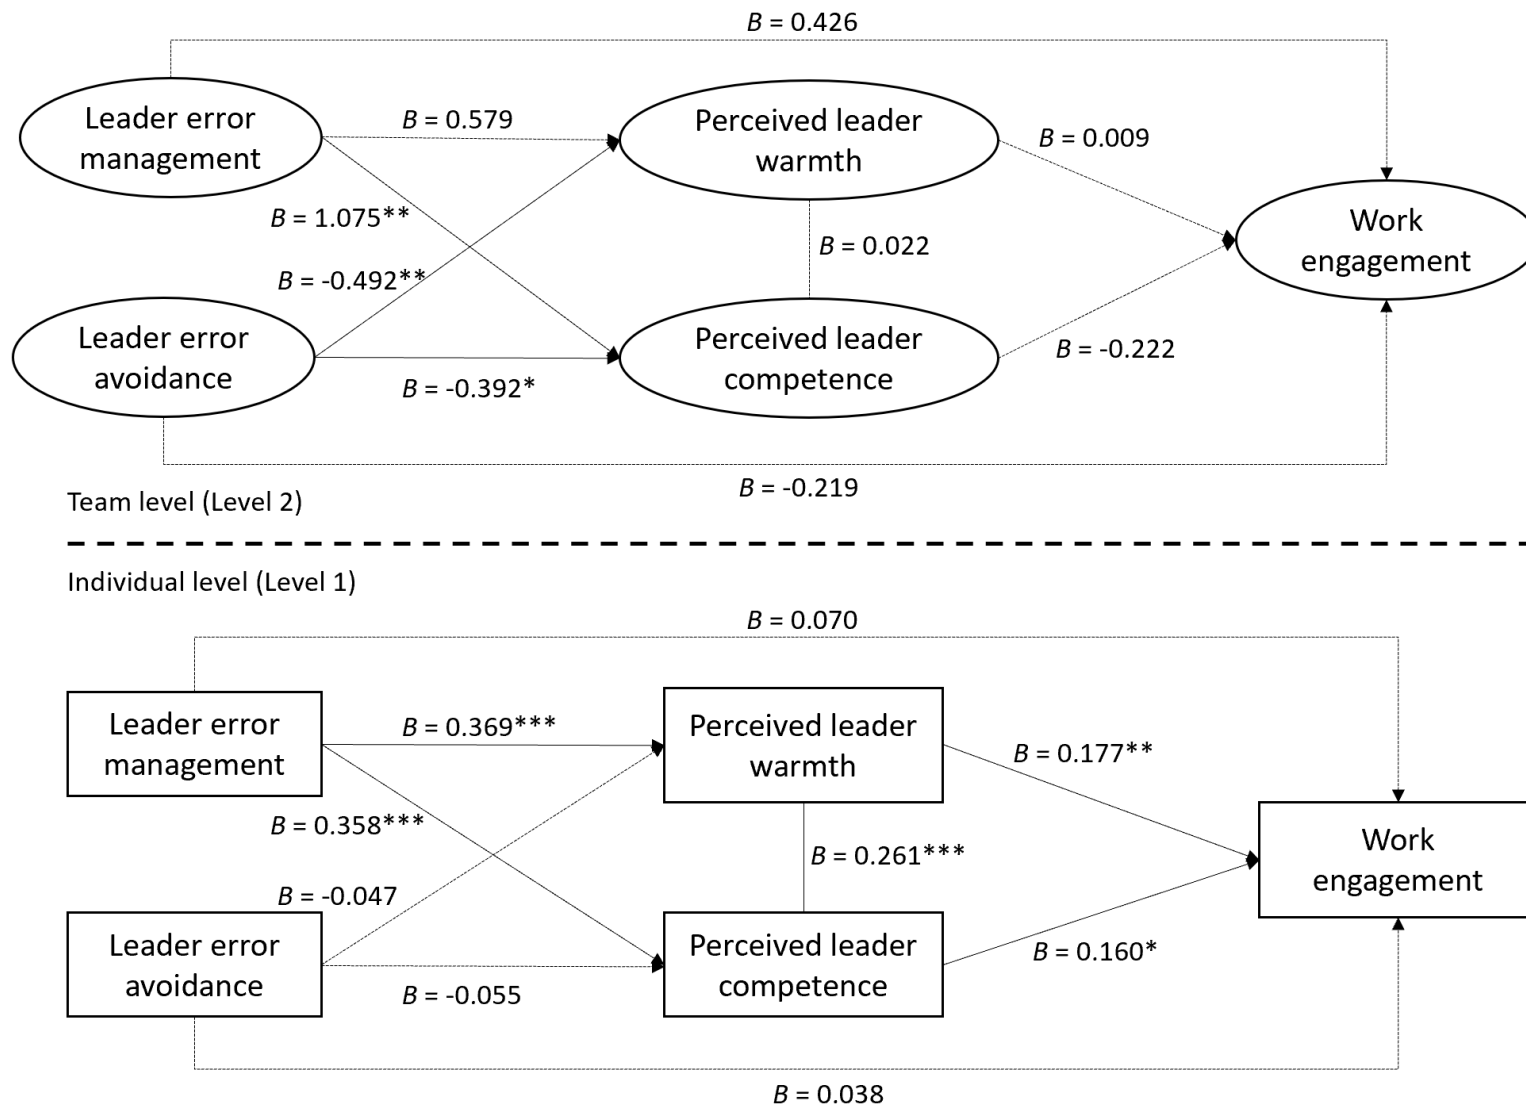 B = 0.426
Leader error
management
B = 0.579
Perceived leader
warmth
B = 0.009
B = 1.075**
B = 0.022
Work
engagement
B = -0.492**
Leader error
avoidance
Perceived leader
competence
B = -0.222
B = -0.392*
B = -0.219
Team level (Level 2)
Individual level (Level 1)
B = 0.070
Leader error
management
B = 0.369***
Perceived leader
warmth
B = 0.177**
B = 0.358***
B = 0.261***
Work
engagement
B = -0.047
Leader error
avoidance
Perceived leader
competence
B = 0.160*
B = -0.055
B = 0.038